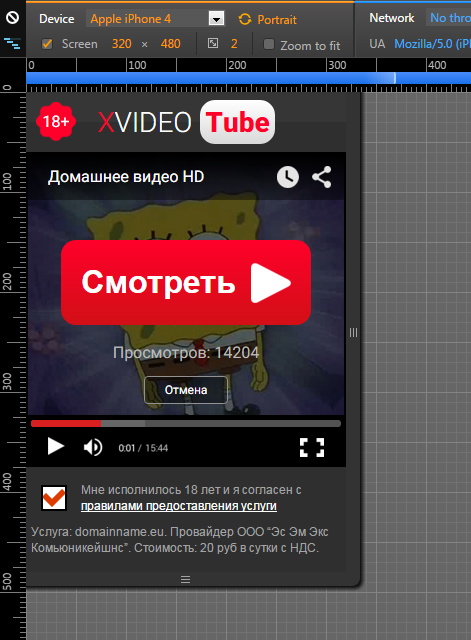 Device Apple iPhone 4 Portrait Network No thro
Screen 320 × 480 2 Zoom to fit UA Mozilla/5.0 (iP
0 100 200 300 400
0
100
200
300
400
500
18+ XVIDEO Tube
Домашнее видео HD
Смотреть
Просмотров: 14204
Отмена
0:01 / 15:44
Мне исполнилось 18 лет и я согласен с
правилами предоставления услуги
Услуга: domainname.eu. Провайдер ООО “Эс Эм Экс
Комьюникейшнс”. Стоимость: 20 руб в сутки с НДС.